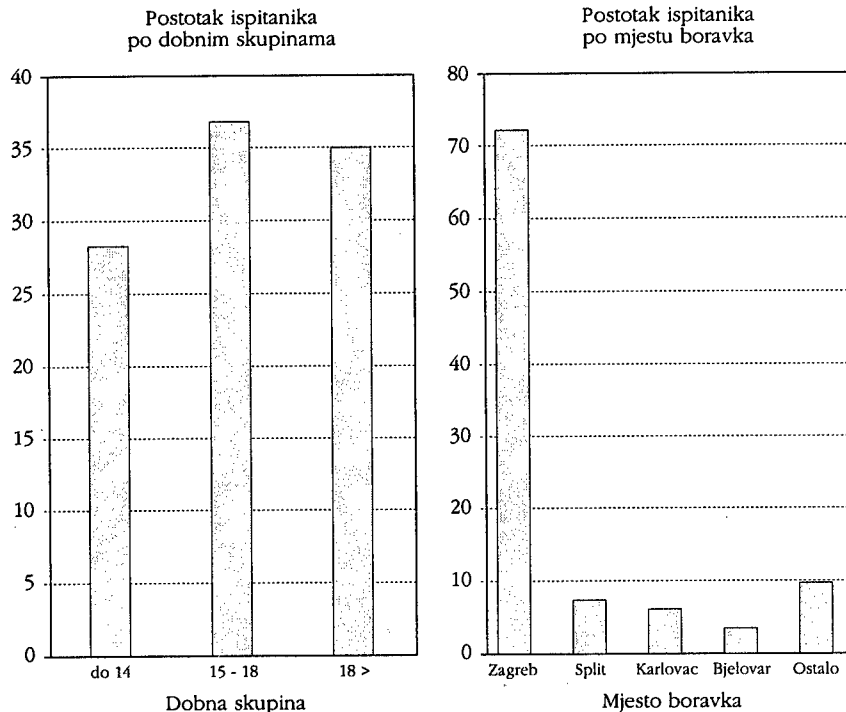 Postotak ispitanika
po dobnim skupinama
40
35
30
25
20
15
10
5
0
do 14
15 - 18
18 >
Dobna skupina
Postotak ispitanika
po mjestu boravka
80
70
60
50
40
30
20
10
0
Zagreb
Split
Karlovac
Bjelovar
Ostalo
Mjesto boravka